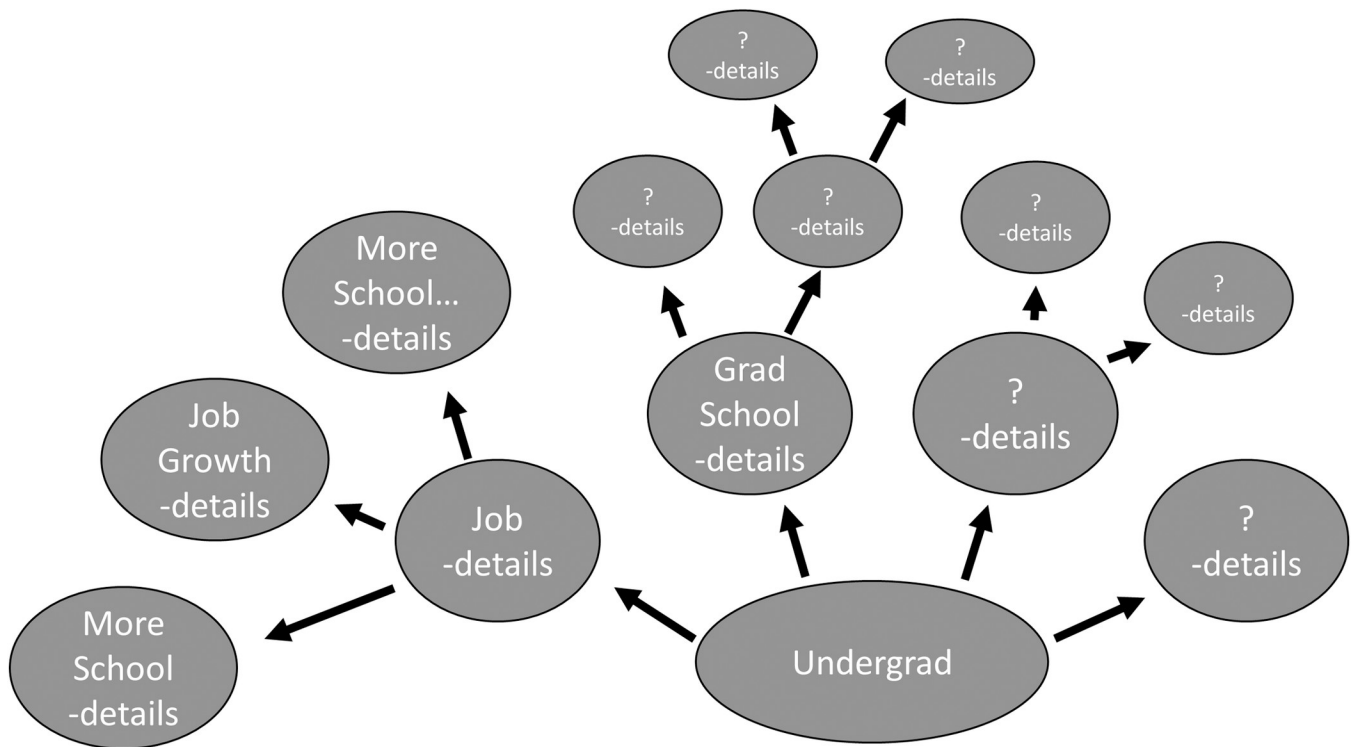 ?
-details
?
-details
?
-details
?
-details
?
-details
?
-details
More
School...
-details
Grad
School
-details
?
-details
Job
Growth
-details
Job
-details
?
-details
More
School
-details
Undergrad